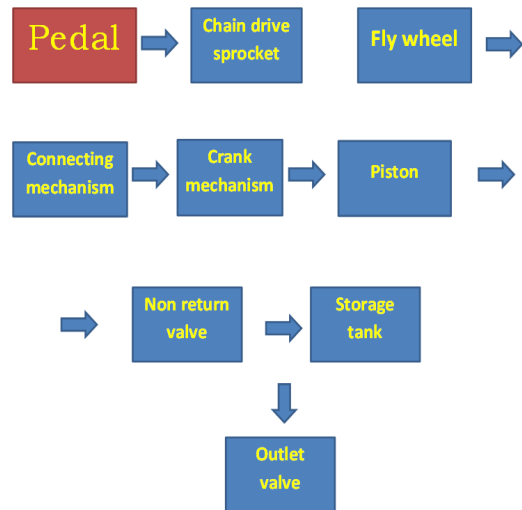 Pedal
Chain drive
sprocket
Fly wheel
Connecting
mechanism
Crank
mechanism
Piston
Non return
valve
Storage
tank
Outlet
valve